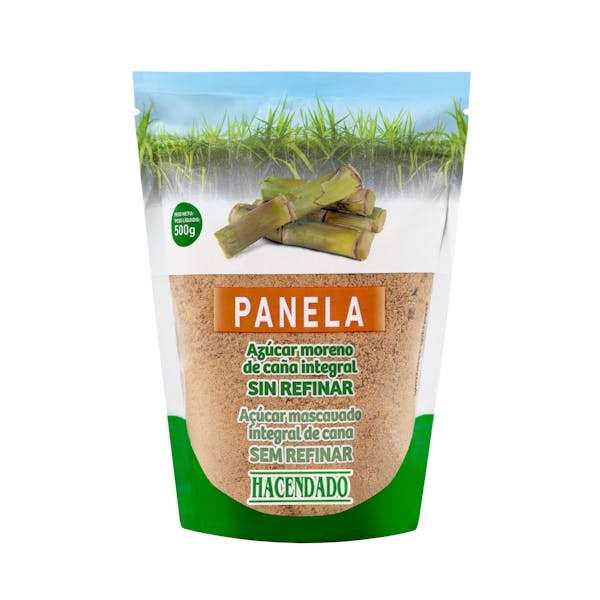 PESO NETO:
PESO LÍQUIDO:
500g
PANELA
Azúcar moreno
de caña integral
SIN REFINAR
Açúcar mascavado
integral de cana
SEM REFINAR
HACENDADO